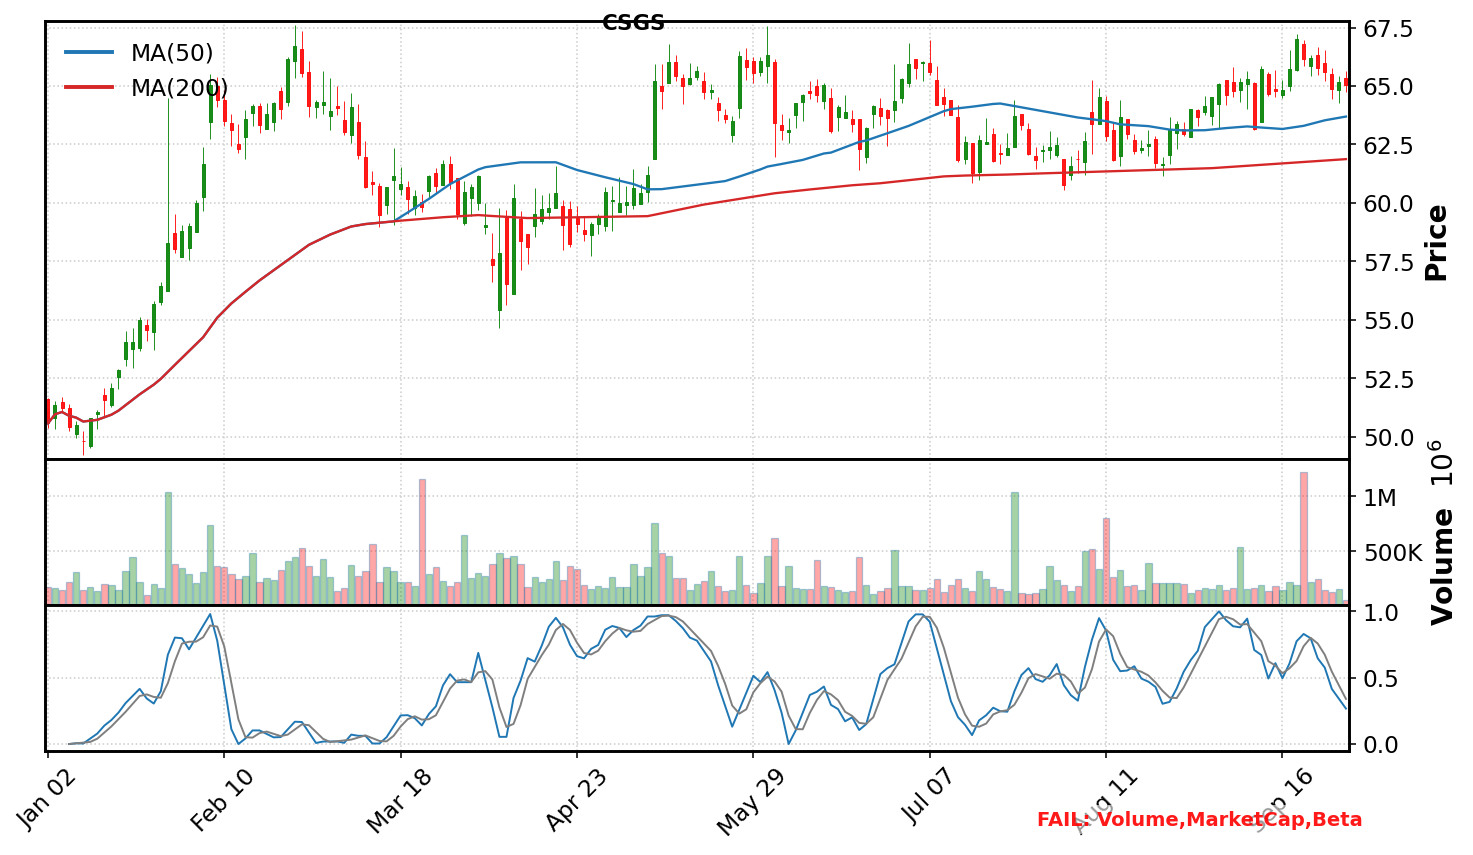 CSGS
MA(50)
MA(200)
67.5
65.0
62.5
60.0
57.5
55.0
52.5
50.0
Price
1M
500K
Volume 10⁶
1.0
0.5
0.0
Jan 02
Feb 10
Mar 18
Apr 23
May 29
Jul 07
Aug 11
Sep 16
FAIL: Volume,MarketCap,Beta